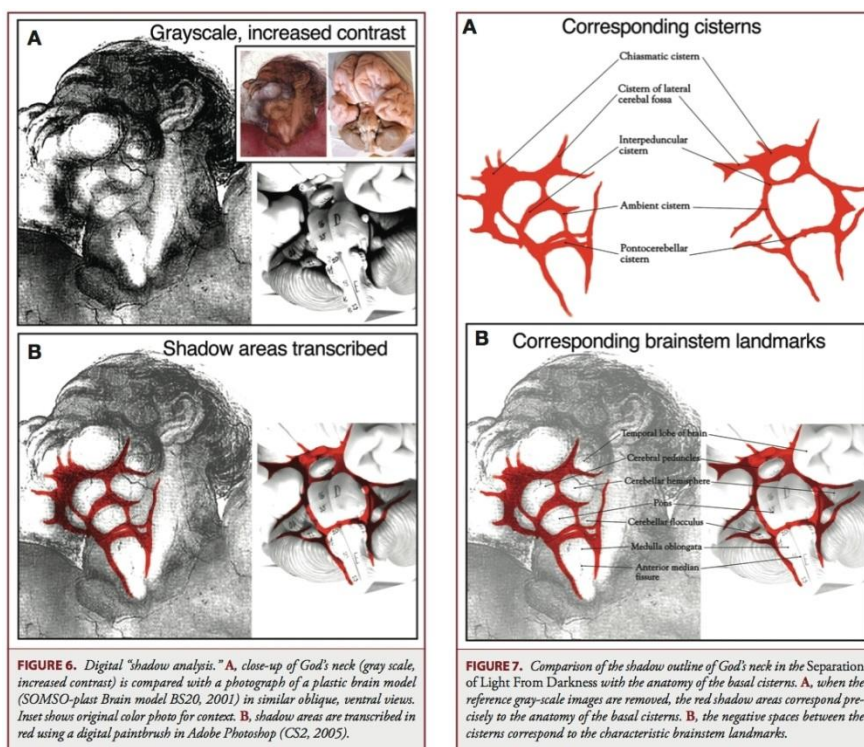 A
Grayscale, increased contrast
B
Shadow areas transcribed
FIGURE 6. Digital "shadow analysis." A, close-up of God's neck (gray scale,
increased contrast) is compared with a photograph of a plastic brain model
(SOMSO-plast Brain model BS20, 2001) in similar oblique, ventral views.
Inset shows original color photo for context. B, shadow areas are transcribed in
red using a digital paintbrush in Adobe Photoshop (CS2, 2005).
A
Corresponding cisterns
Chiasmatic cistern
Cistern of lateral
cerebral fossa
Interpeduncular
cistern
Ambient cistern
Pontocerebellar
cistern
B
Corresponding brainstem landmarks
Temporal lobe of brain
Cerebral peduncles
Cerebellar hemisphere
Pons
Cerebellar flocculus
Medulla oblongata
Anterior median
fissure
FIGURE 7. Comparison of the shadow outline of God's neck in the Separation
of Light From Darkness with the anatomy of the basal cisterns. A, when the
reference gray-scale images are removed, the red shadow areas correspond pre-
cisely to the anatomy of the basal cisterns. B, the negative spaces between the
cisterns correspond to the characteristic brainstem landmarks.